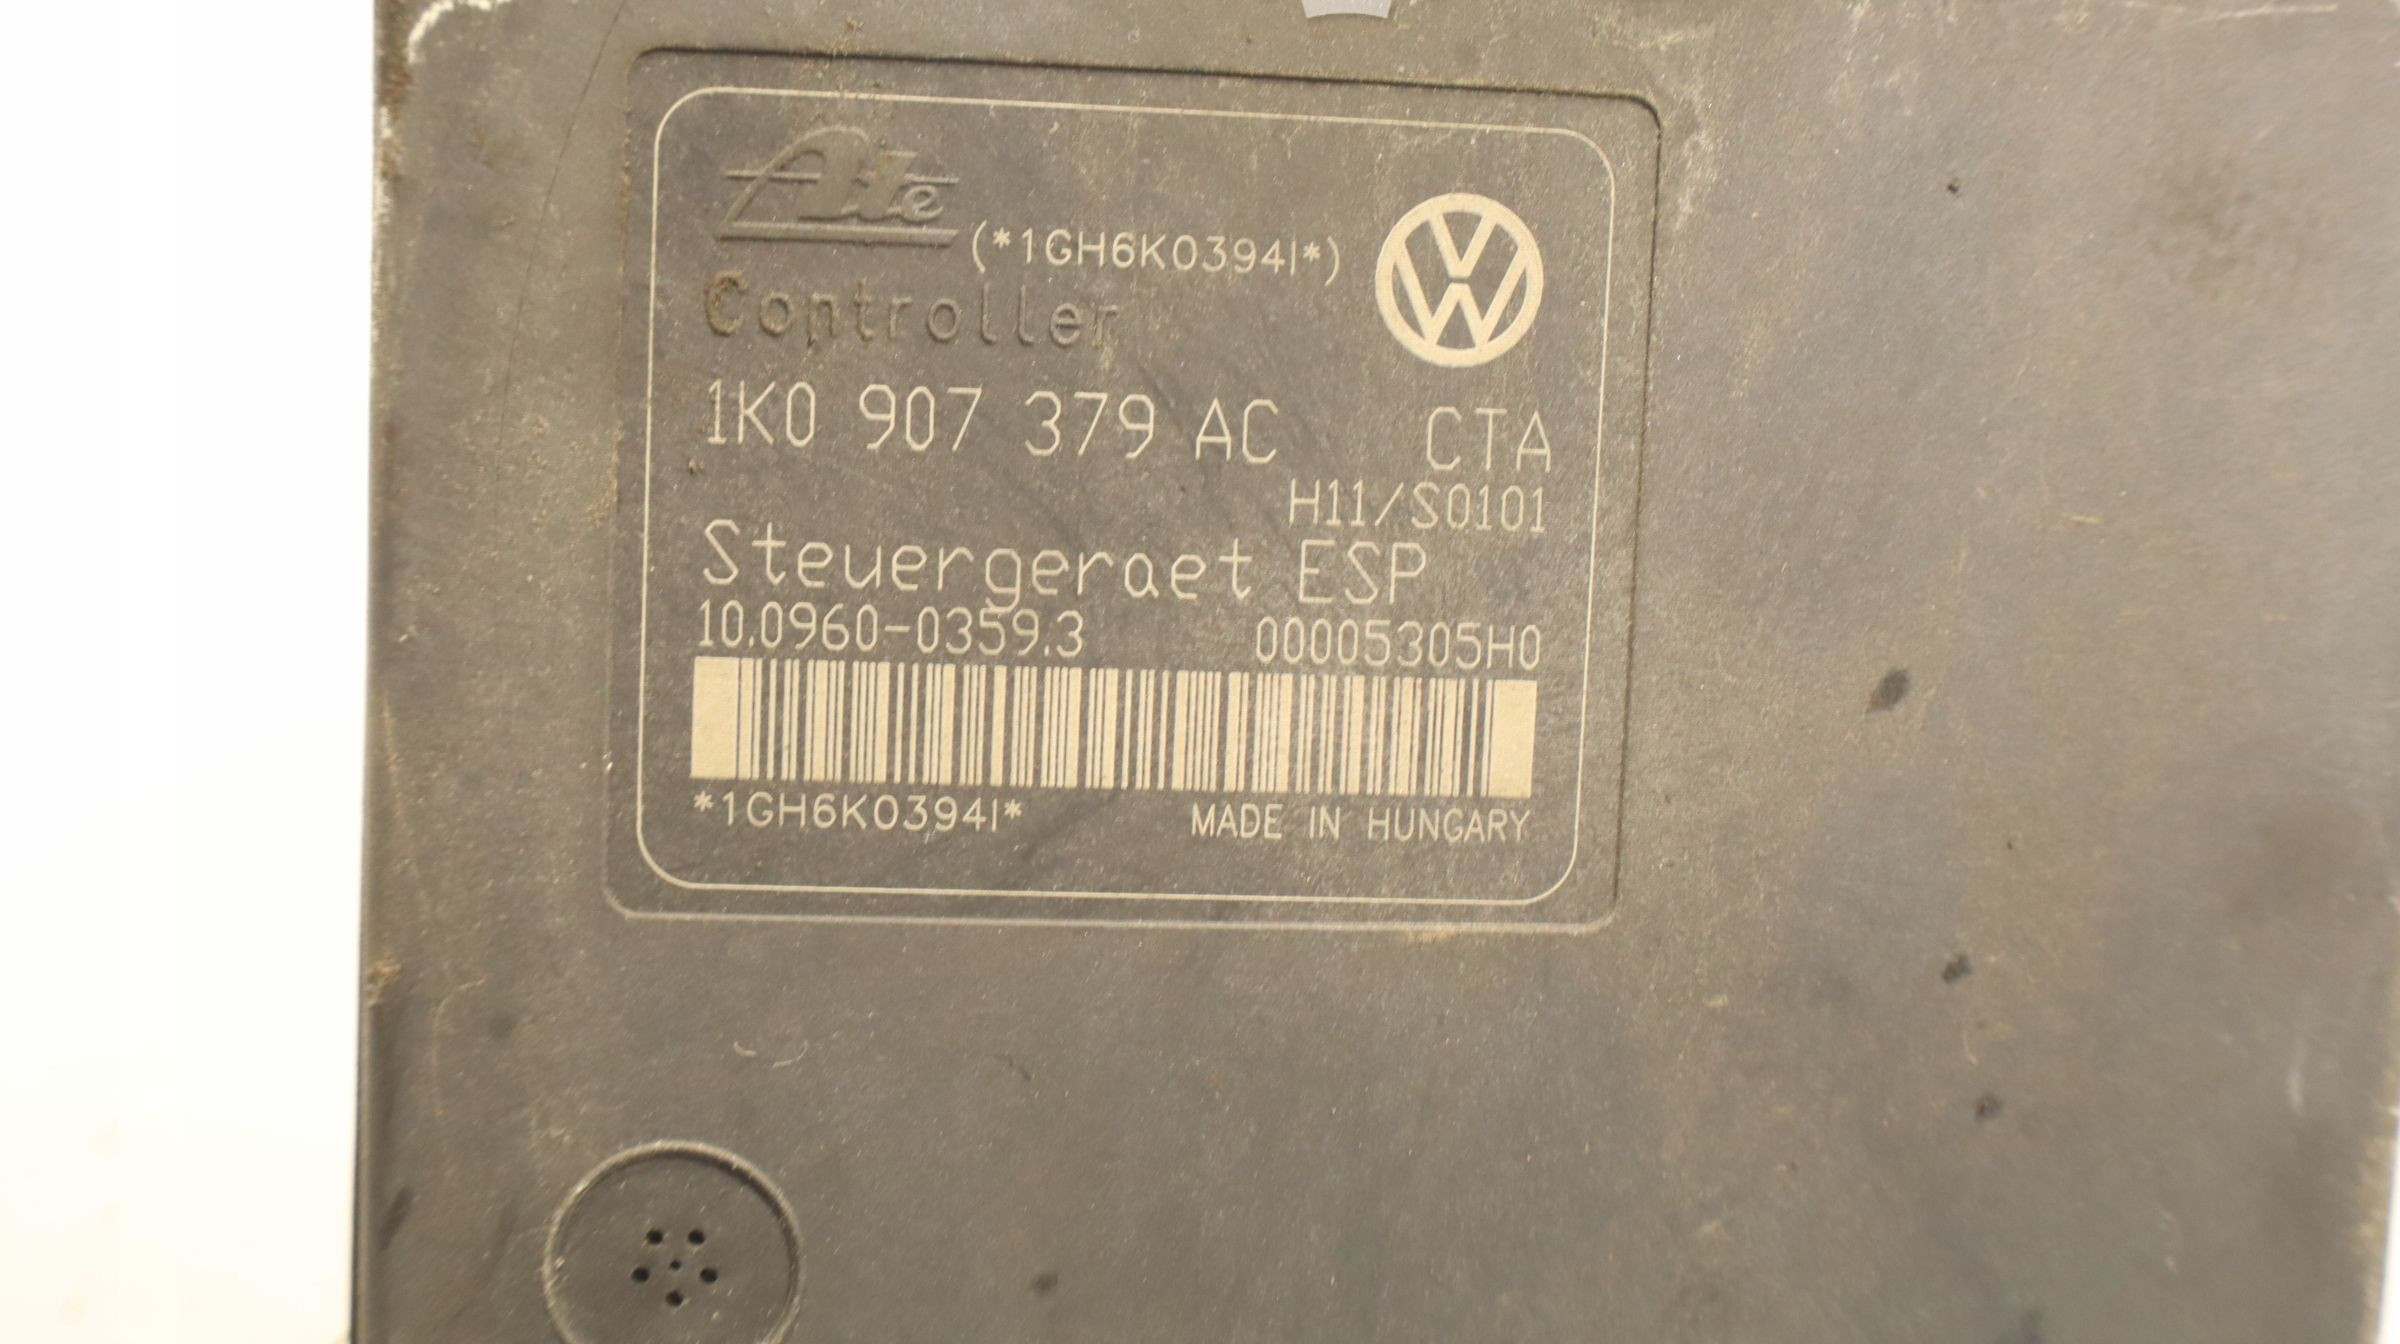 Ate
(*1GH6K0394I*)
Controller
1K0 907 379 AC CTA
H11/S0101
Steuergeraet ESP
10.0960-0359.3 00005305H0
*1GH6K0394I* MADE IN HUNGARY